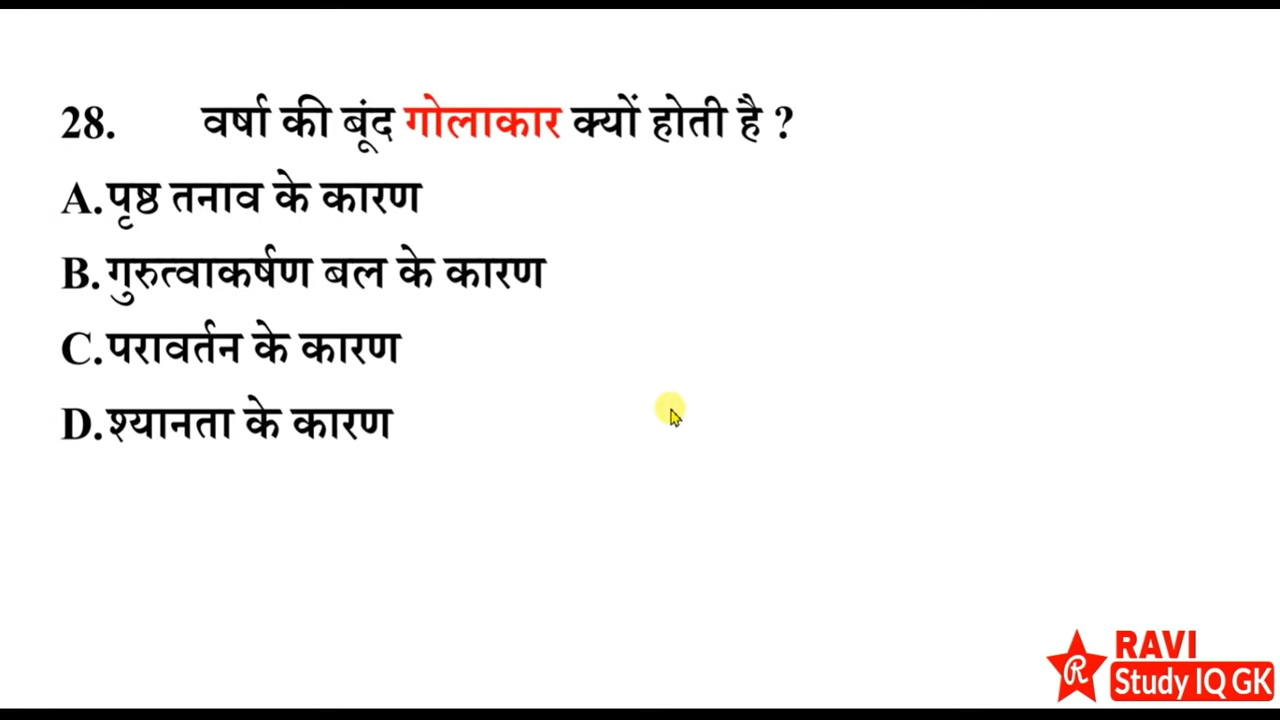 28. वर्षा की बूंद गोलाकार क्यों होती है ?
A.पृष्ठ तनाव के कारण
B.गुरुत्वाकर्षण बल के कारण
C.परावर्तन के कारण
D.श्यानता के कारण
RAVI
R
Study IQ GK